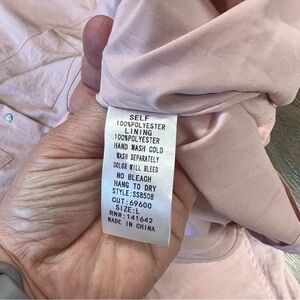 SELF
100%POLYESTER
LINING
100%POLYESTER
HAND WASH COLD
WASH SEPARATELY
COLOR WILL BLEED
NO BLEACH
HANG TO DRY
STYLE:SS850B
CUT:69600
SIZE:L
RN#:141642
MADE IN CHINA